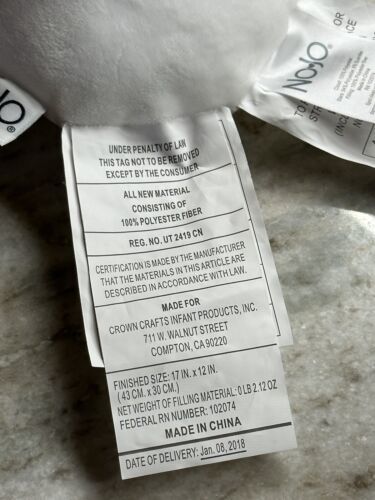 NOJO®
UNDER PENALTY OF LAW
THIS TAG NOT TO BE REMOVED
EXCEPT BY THE CONSUMER
ALL NEW MATERIAL
CONSISTING OF
100% POLYESTER FIBER
REG. NO. UT 2419 CN
CERTIFICATION IS MADE BY THE MANUFACTURER
THAT THE MATERIALS IN THIS ARTICLE ARE
DESCRIBED IN ACCORDANCE WITH LAW.
MADE FOR
CROWN CRAFTS INFANT PRODUCTS, INC.
711 W. WALNUT STREET
COMPTON, CA 90220
FINISHED SIZE: 17 IN. X 12 IN.
(43 CM. X 30 CM.)
NET WEIGHT OF FILLING MATERIAL: 0 LB 2.12 OZ
FEDERAL RN NUMBER: 102074
MADE IN CHINA
DATE OF DELIVERY: Jan. 08, 2018
JO®
OR